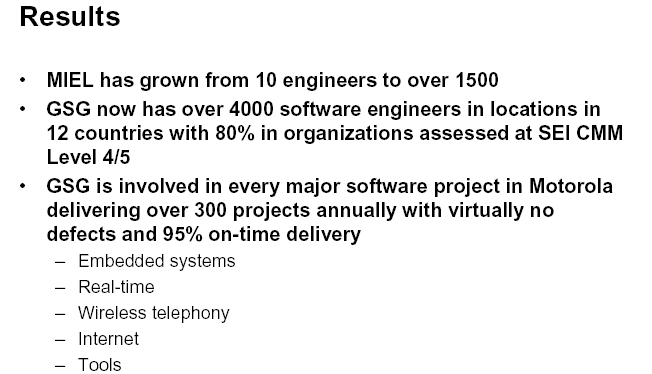 Results
• MIEL has grown from 10 engineers to over 1500
• GSG now has over 4000 software engineers in locations in
12 countries with 80% in organizations assessed at SEI CMM
Level 4/5
• GSG is involved in every major software project in Motorola
delivering over 300 projects annually with virtually no
defects and 95% on-time delivery
– Embedded systems
– Real-time
– Wireless telephony
– Internet
– Tools